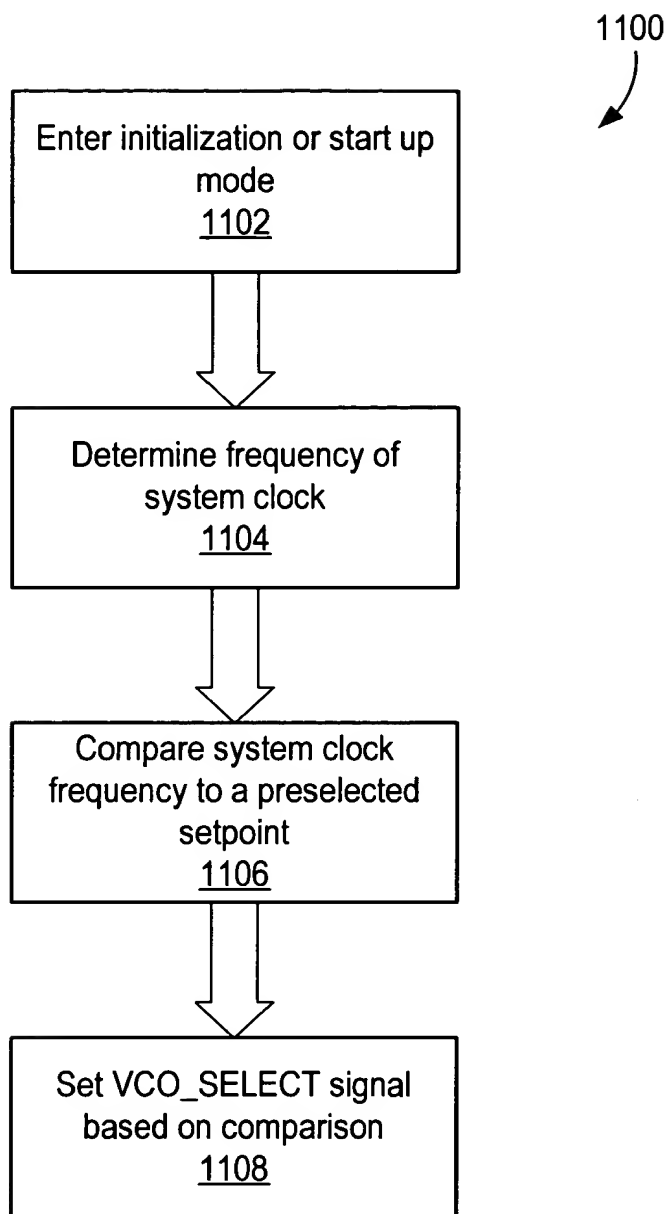 1100
Enter initialization or start up
mode
1102
Determine frequency of
system clock
1104
Compare system clock
frequency to a preselected
setpoint
1106
Set VCO_SELECT signal
based on comparison
1108